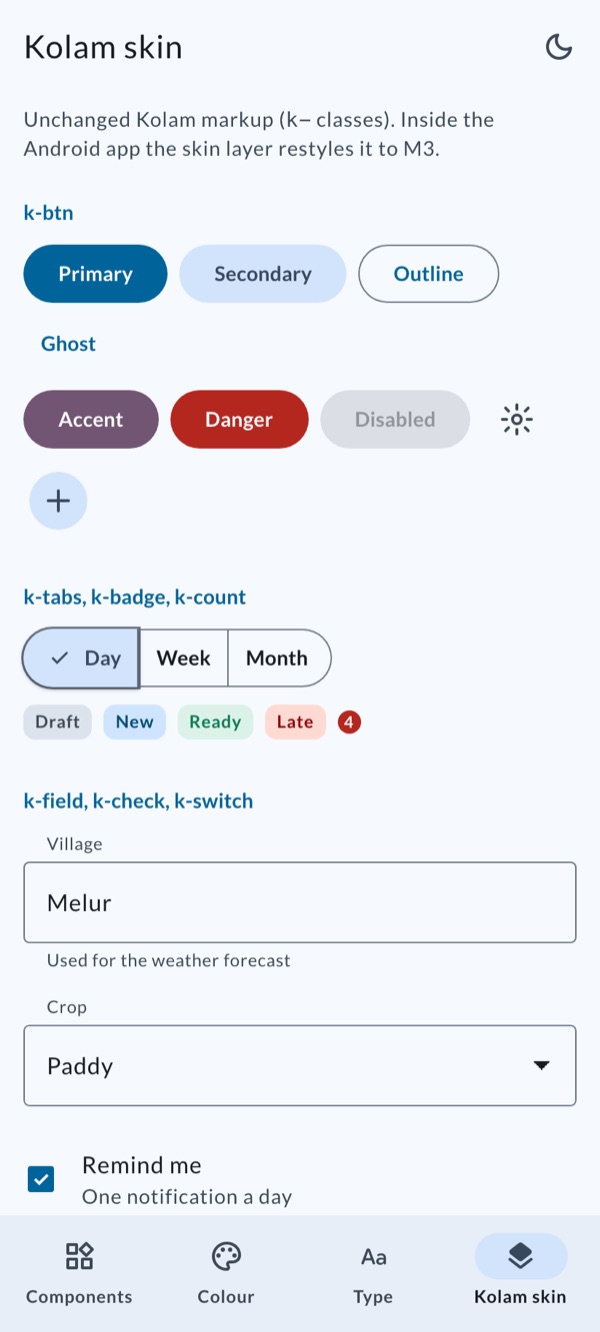 Kolam skin
Unchanged Kolam markup (k– classes). Inside the
Android app the skin layer restyles it to M3.
k-btn
Primary Secondary Outline
Ghost
Accent Danger Disabled
k-tabs, k-badge, k-count
Day Week Month
Draft New Ready Late 4
k-field, k-check, k-switch
Village
Melur
Used for the weather forecast
Crop
Paddy
Remind me
One notification a day
Aa
Components Colour Type Kolam skin